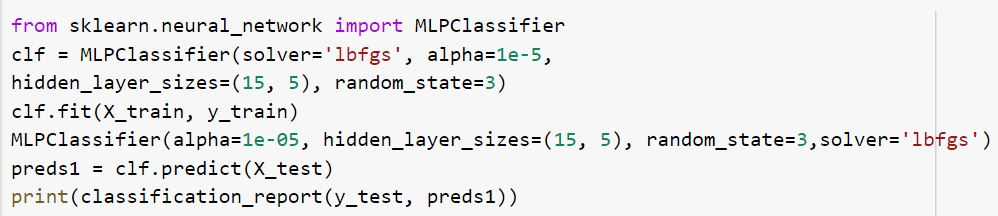 from sklearn.neural_network import MLPClassifier
clf = MLPClassifier(solver='lbfgs', alpha=1e-5,
hidden_layer_sizes=(15, 5), random_state=3)
clf.fit(X_train, y_train)
MLPClassifier(alpha=1e-05, hidden_layer_sizes=(15, 5), random_state=3,solver='lbfgs')
preds1 = clf.predict(X_test)
print(classification_report(y_test, preds1))